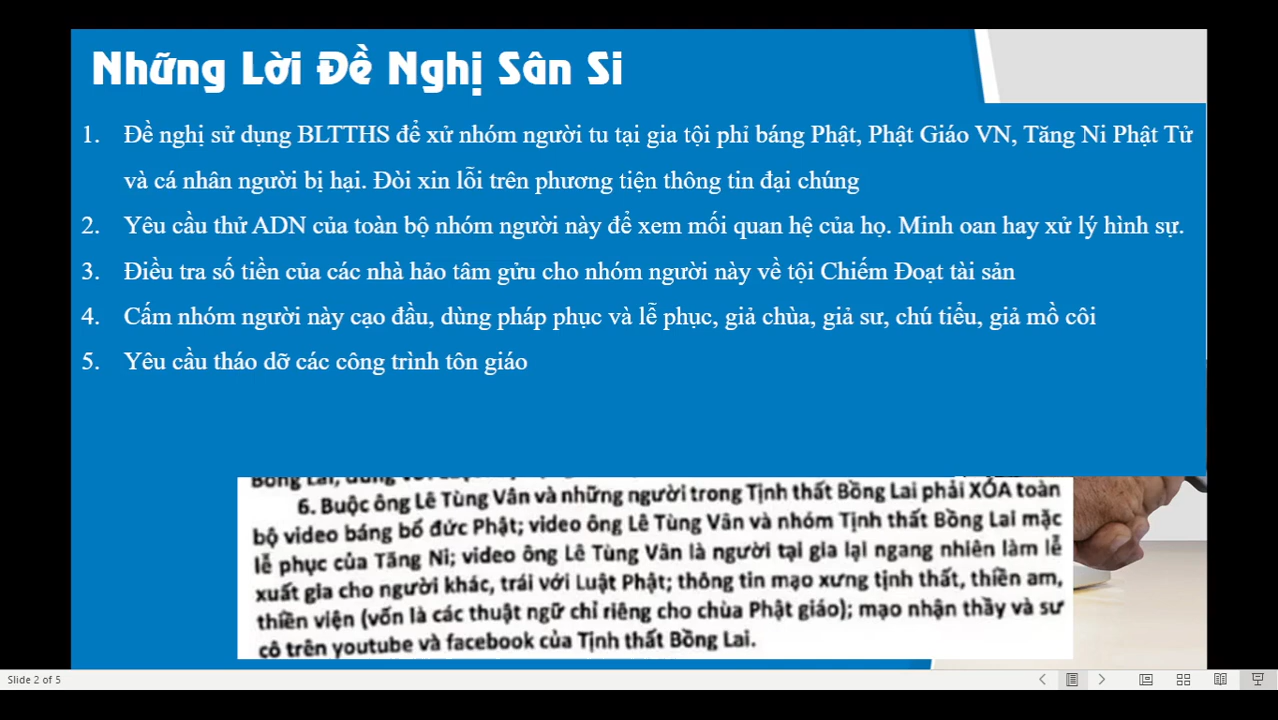 Những Lời Đề Nghị Sân Si
1. Đề nghị sử dụng BLTTHS để xử nhóm người tu tại gia tội phỉ báng Phật, Phật Giáo VN, Tăng Ni Phật Tử
và cá nhân người bị hại. Đòi xin lỗi trên phương tiện thông tin đại chúng
2. Yêu cầu thử ADN của toàn bộ nhóm người này để xem mối quan hệ của họ. Minh oan hay xử lý hình sự.
3. Điều tra số tiền của các nhà hảo tâm gửu cho nhóm người này về tội Chiếm Đoạt tài sản
4. Cấm nhóm người này cạo đầu, dùng pháp phục và lễ phục, giả chùa, giả sư, chú tiểu, giả mồ côi
5. Yêu cầu tháo dỡ các công trình tôn giáo
Bồng Lai,
6. Buộc ông Lê Tùng Vân và những người trong Tịnh thất Bồng Lai phải XÓA toàn
bộ video báng bổ đức Phật; video ông Lê Tùng Vân và nhóm Tịnh thất Bồng Lai mặc
lễ phục của Tăng Ni; video ông Lê Tùng Vân là người tại gia lại ngang nhiên làm lễ
xuất gia cho người khác, trái với Luật Phật; thông tin mạo xưng tịnh thất, thiền am,
thiền viện (vốn là các thuật ngữ chỉ riêng cho chùa Phật giáo); mạo nhận thầy và sư
cô trên youtube và facebook của Tịnh thất Bồng Lai.
Slide 2 of 5